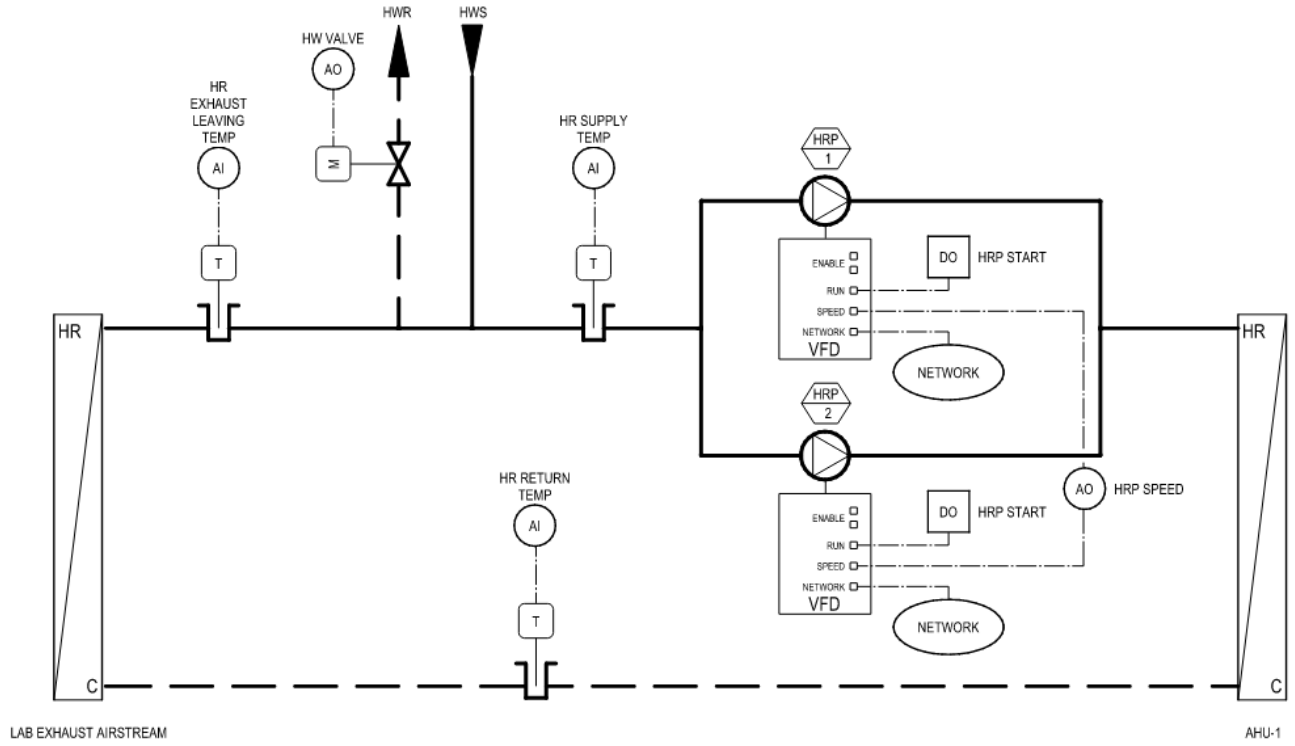 HWR
HWS
HW VALVE
AO
HR
EXHAUST
LEAVING
TEMP
AI
M
HR SUPPLY
TEMP
AI
HRP
1
T
T
ENABLE
RUN
SPEED
NETWORK
VFD
DO
HRP START
NETWORK
HR
HR
HRP
2
HR RETURN
TEMP
AI
ENABLE
RUN
SPEED
NETWORK
VFD
DO
HRP START
AO
HRP SPEED
NETWORK
T
C
C
LAB EXHAUST AIRSTREAM
AHU-1